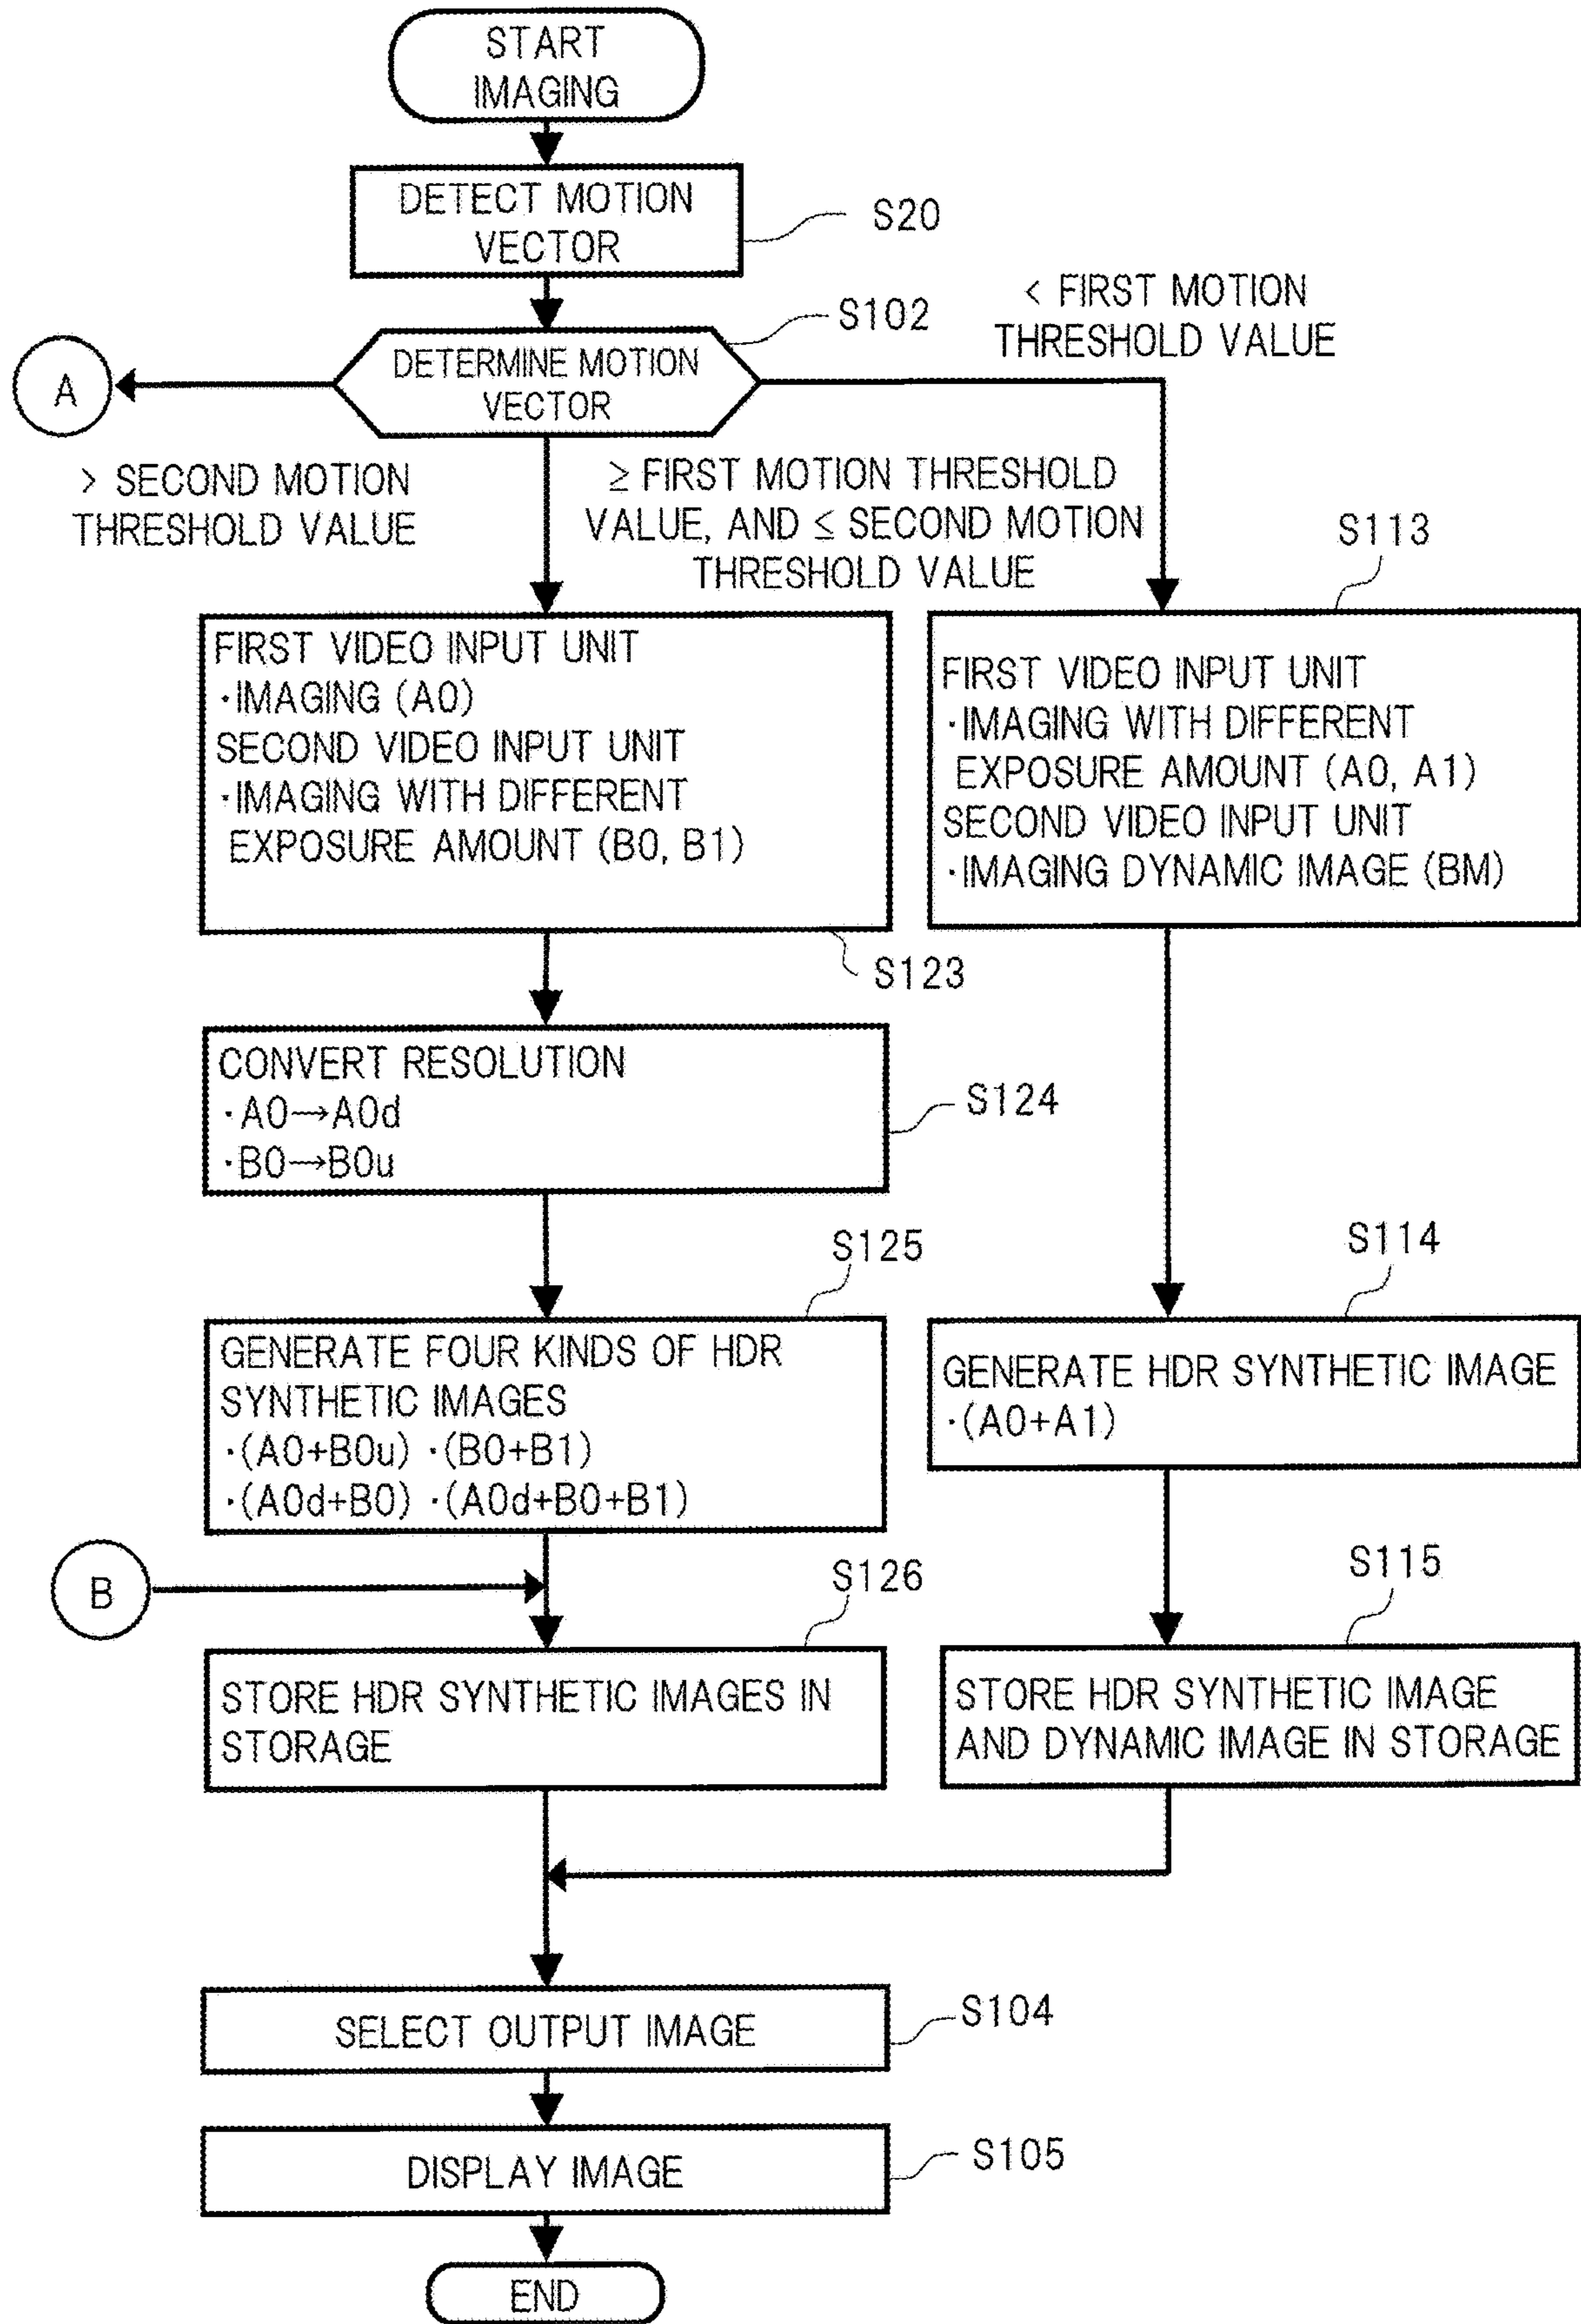 START
IMAGING
DETECT MOTION
VECTOR
S20
< FIRST MOTION
THRESHOLD VALUE
S102
DETERMINE MOTION
VECTOR
A
> SECOND MOTION
THRESHOLD VALUE
≥ FIRST MOTION THRESHOLD
VALUE, AND ≤ SECOND MOTION
THRESHOLD VALUE
S113
FIRST VIDEO INPUT UNIT
·IMAGING (A0)
SECOND VIDEO INPUT UNIT
·IMAGING WITH DIFFERENT
EXPOSURE AMOUNT (B0, B1)
S123
FIRST VIDEO INPUT UNIT
·IMAGING WITH DIFFERENT
EXPOSURE AMOUNT (A0, A1)
SECOND VIDEO INPUT UNIT
·IMAGING DYNAMIC IMAGE (BM)
CONVERT RESOLUTION
·A0→A0d
·B0→B0u
S124
S125
GENERATE FOUR KINDS OF HDR
SYNTHETIC IMAGES
·(A0+B0u) ·(B0+B1)
·(A0d+B0) ·(A0d+B0+B1)
S114
GENERATE HDR SYNTHETIC IMAGE
·(A0+A1)
B
S126
STORE HDR SYNTHETIC IMAGES IN
STORAGE
S115
STORE HDR SYNTHETIC IMAGE
AND DYNAMIC IMAGE IN STORAGE
SELECT OUTPUT IMAGE
S104
DISPLAY IMAGE
S105
END